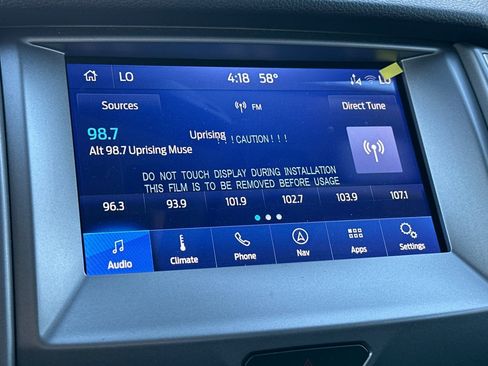 LO 4:18 58° LO
Sources FM Direct Tune
98.7 Uprising
! ! ! CAUTION ! ! !
Alt 98.7 Uprising Muse
DO NOT TOUCH DISPLAY DURING INSTALLATION
THIS FILM IS TO BE REMOVED BEFORE USAGE
96.3 93.9 101.9 102.7 103.9 107.1
Audio Climate Phone Nav Apps Settings